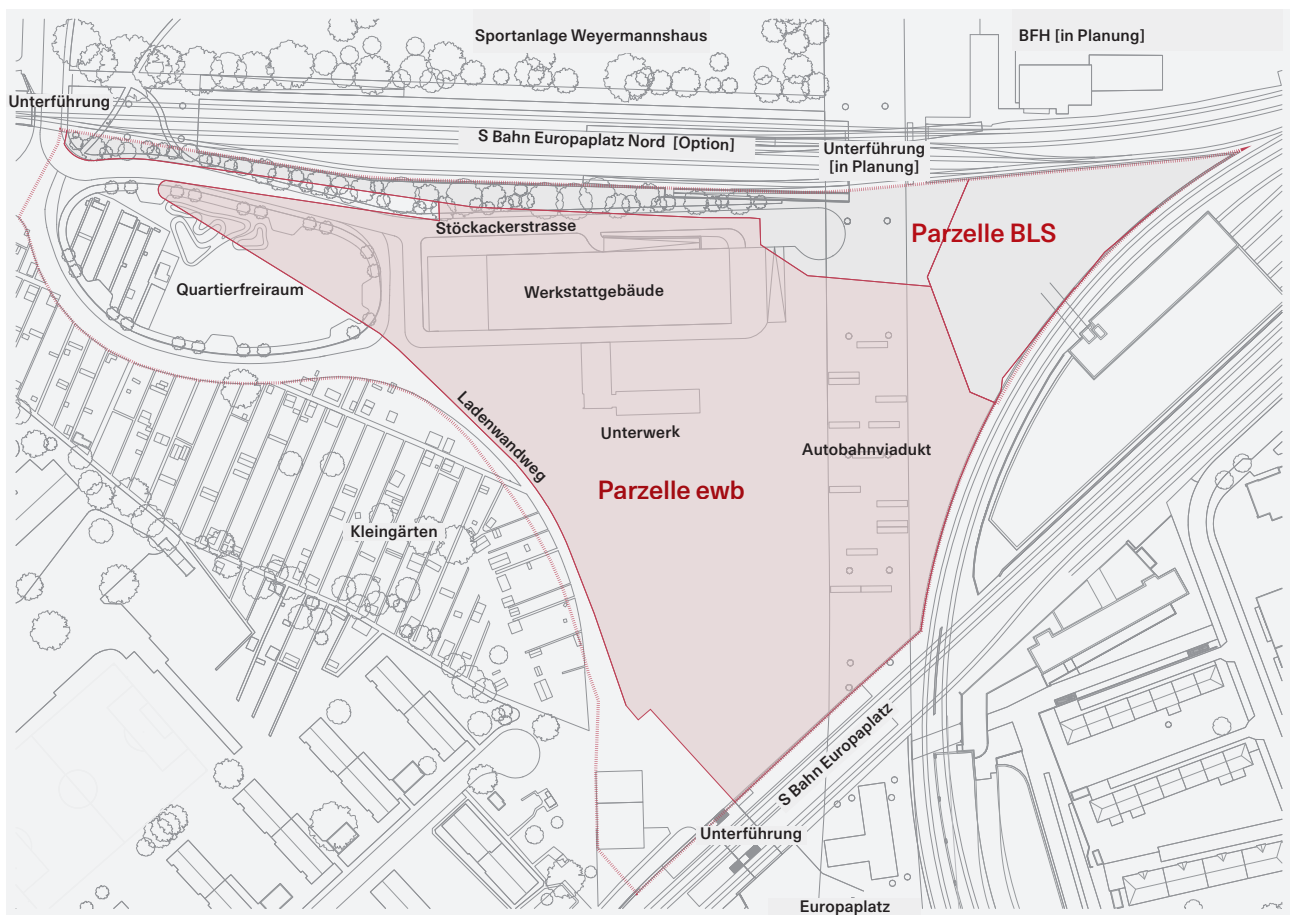 Sportanlage Weyermannshaus
BFH [in Planung]
Unterführung
S Bahn Europaplatz Nord [Option]
Unterführung
[in Planung]
Stöckackerstrasse
Parzelle BLS
Quartierfreiraum
Werkstattgebäude
Ladenwandweg
Unterwerk
Autobahnviadukt
Parzelle ewb
Kleingärten
S Bahn Europaplatz
Unterführung
Europaplatz